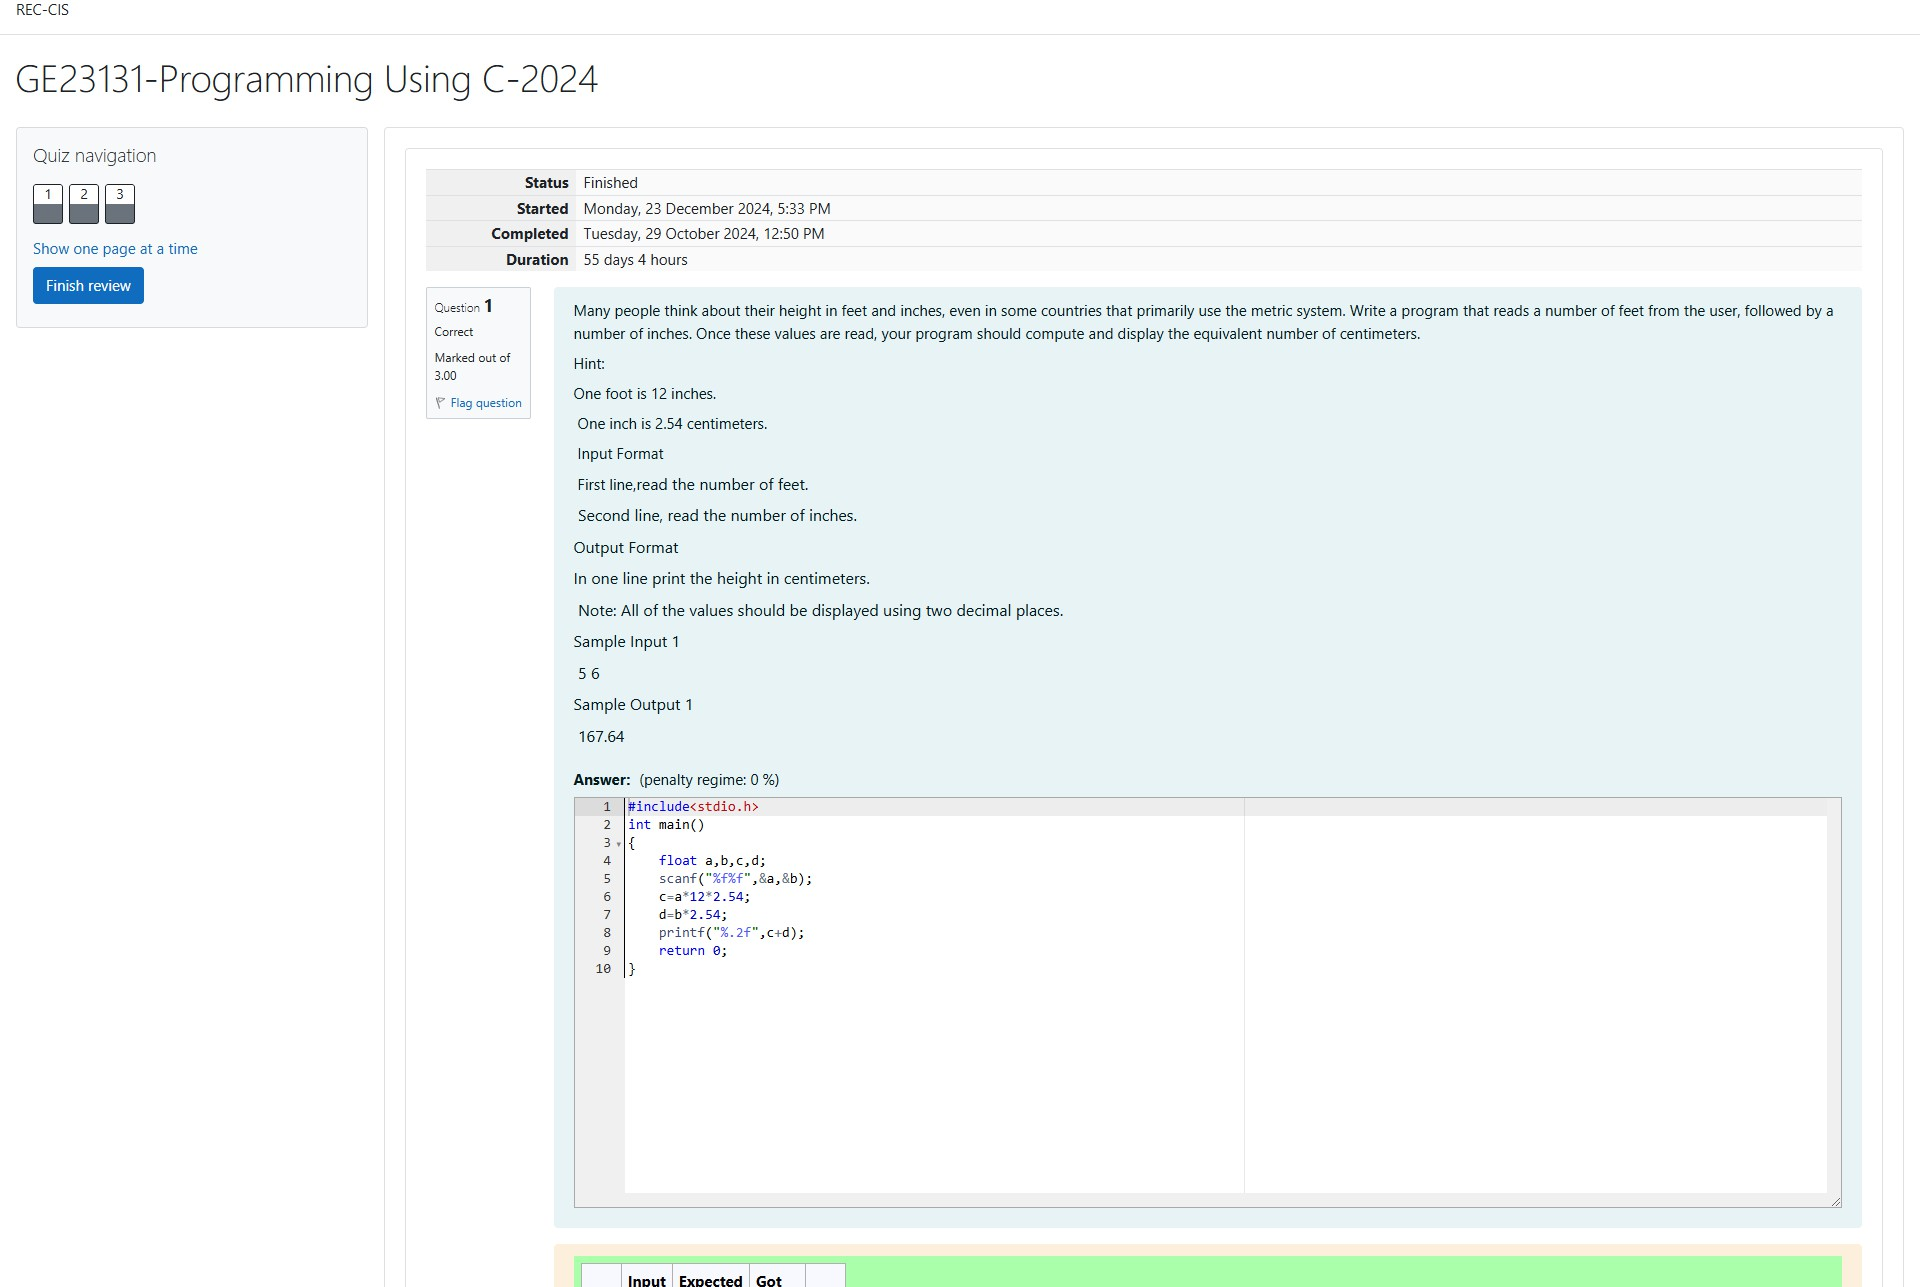 REC-CIS
GE23131-Programming Using C-2024
Quiz navigation
1 2 3
Show one page at a time
Finish review
Status Finished
Started Monday, 23 December 2024, 5:33 PM
Completed Tuesday, 29 October 2024, 12:50 PM
Duration 55 days 4 hours
Question 1
Correct
Marked out of
3.00
Flag question
Many people think about their height in feet and inches, even in some countries that primarily use the metric system. Write a program that reads a number of feet from the user, followed by a
number of inches. Once these values are read, your program should compute and display the equivalent number of centimeters.
Hint:
One foot is 12 inches.
One inch is 2.54 centimeters.
Input Format
First line,read the number of feet.
Second line, read the number of inches.
Output Format
In one line print the height in centimeters.
Note: All of the values should be displayed using two decimal places.
Sample Input 1
5 6
Sample Output 1
167.64
Answer: (penalty regime: 0 %)
1 #include<stdio.h>
2 int main()
3 {
4 float a,b,c,d;
5 scanf("%f%f",&a,&b);
6 c=a*12*2.54;
7 d=b*2.54;
8 printf("%.2f",c+d);
9 return 0;
10 }
Input Expected Got